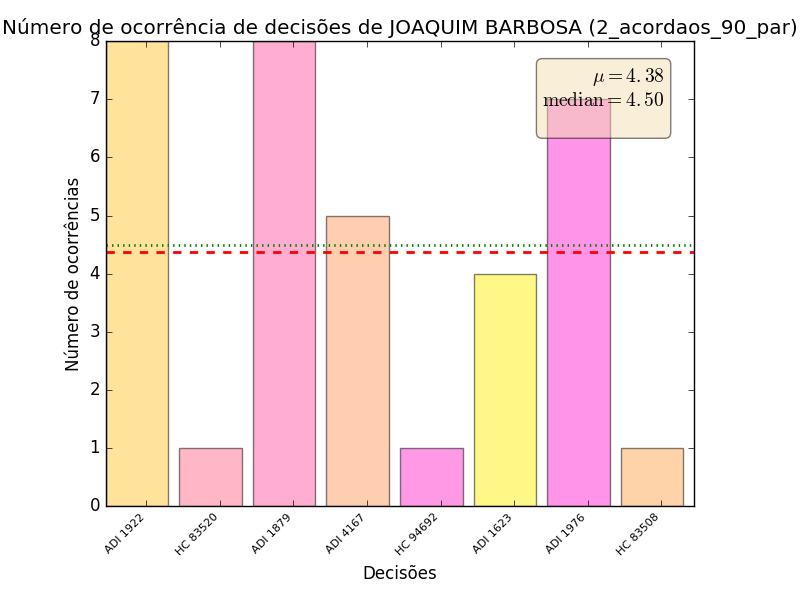 Número de ocorrência de decisões de JOAQUIM BARBOSA (2_acordaos_90_par)
μ = 4.38
median = 4.50
8
7
6
5
4
3
2
1
0
Número de ocorrências
ADI 1922
HC 83520
ADI 1879
ADI 4167
HC 94692
ADI 1623
ADI 1976
HC 83508
Decisões